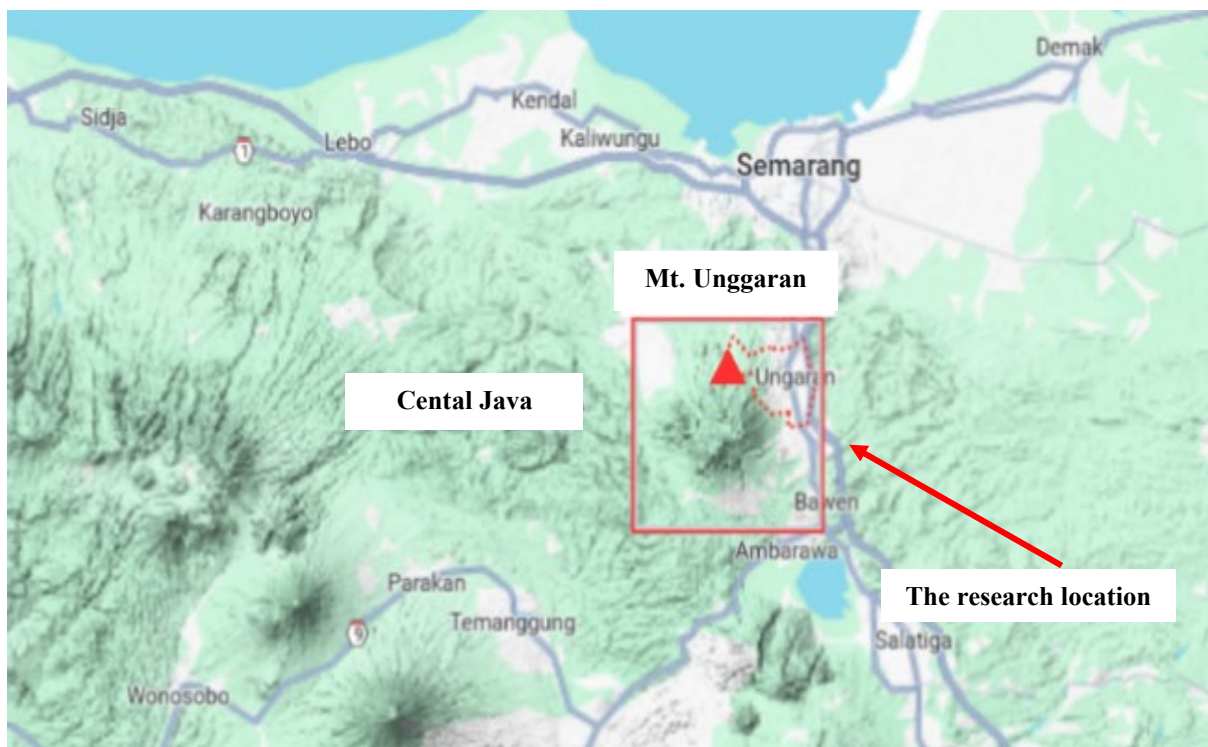 Demak
Kendal
Sidja
Kaliwungu
Lebo
1
Semarang
Karangboyol
Mt. Unggaran
Ungaran
Cental Java
Bawen
Ambarawa
Parakan
The research location
Temanggung
9
Salatiga
Wonosobo